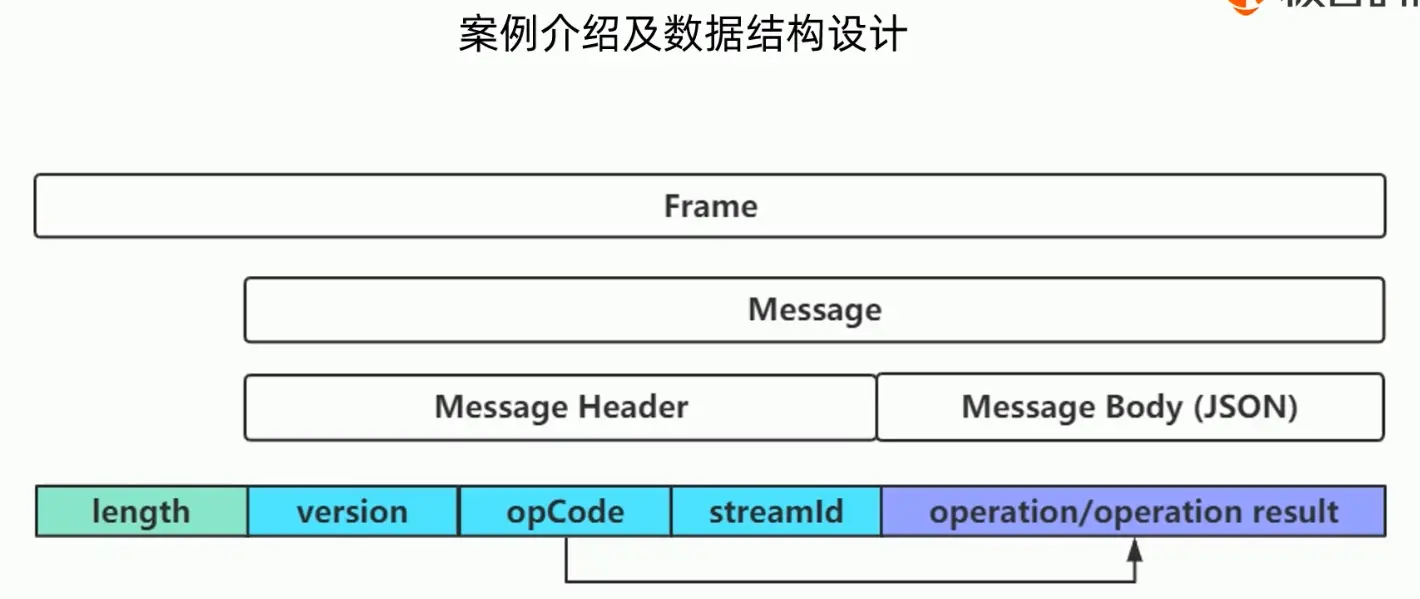 案例介绍及数据结构设计
Frame
Message
Message Header
Message Body (JSON)
length
version
opCode
streamId
operation/operation result